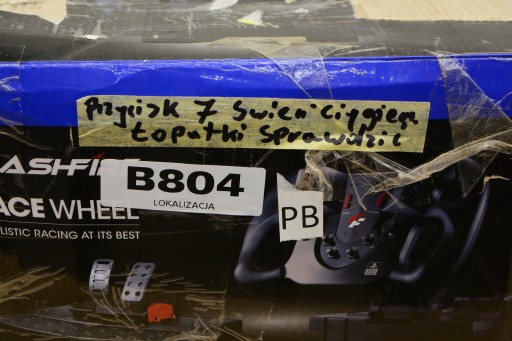 przycisk 7 świeci ciągiem
Łopatki sprawdzić
ASHFIRE
B804
LOKALIZACJA
PB
ACE WHEEL
LISTIC RACING AT ITS BEST